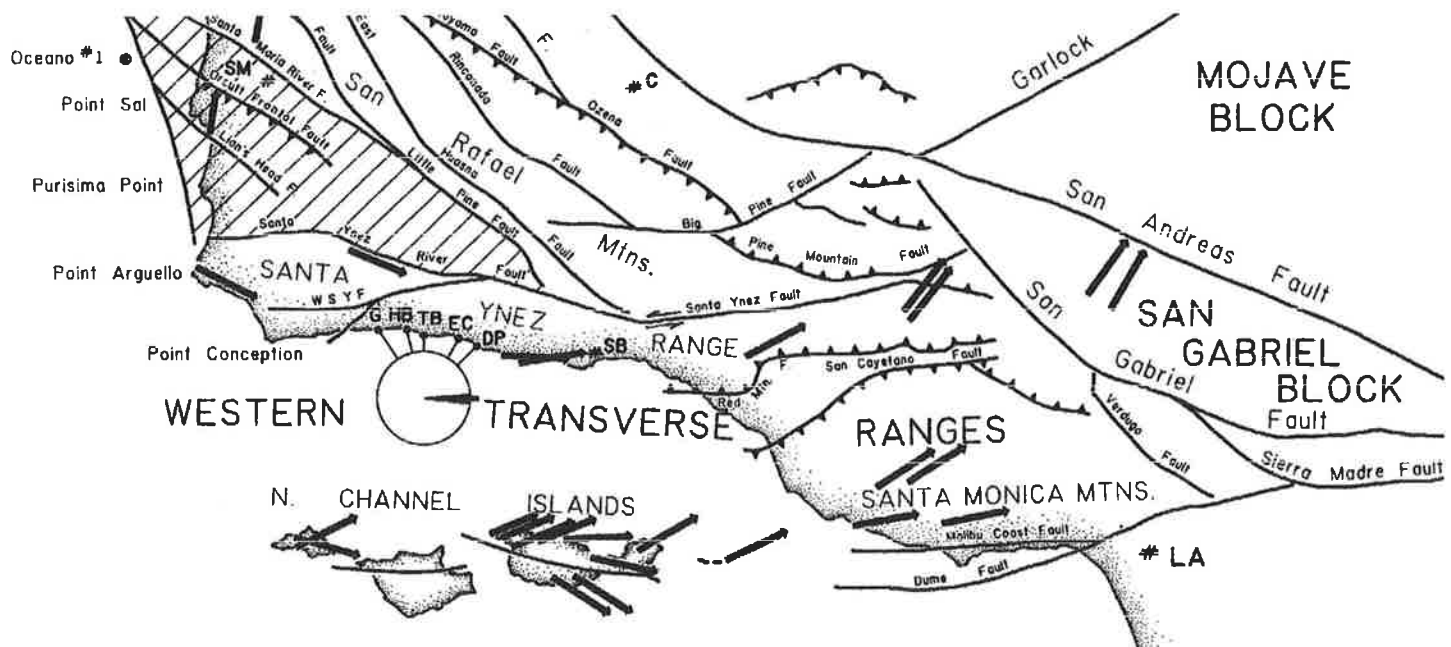 Oceano #1
Point Sal
Purisima Point
Point Arguello
Point Conception
SM
Santa Maria River F.
Orcutt Frontal Fault
Lion's Head F.
Fault
San
Rafael
Mtns.
East
Huasna
Fault
Rinconada
Fault
Ozena
Fault
F.
C
Garlock
MOJAVE
BLOCK
Little Pine Fault
Big Pine Fault
Pine Mountain Fault
Santa Ynez River Fault
Santa Ynez Fault
SANTA
YNEZ
RANGE
W S Y F
G
HB
TB
EC
DP
SB
San Andreas Fault
SAN
GABRIEL
BLOCK
San Gabriel Fault
San Cayetano Fault
Red Mtn. F.
Verdugo Fault
Sierra Madre Fault
WESTERN TRANSVERSE RANGES
N. CHANNEL ISLANDS
SANTA MONICA MTNS.
Malibu Coast Fault
Dume Fault
LA